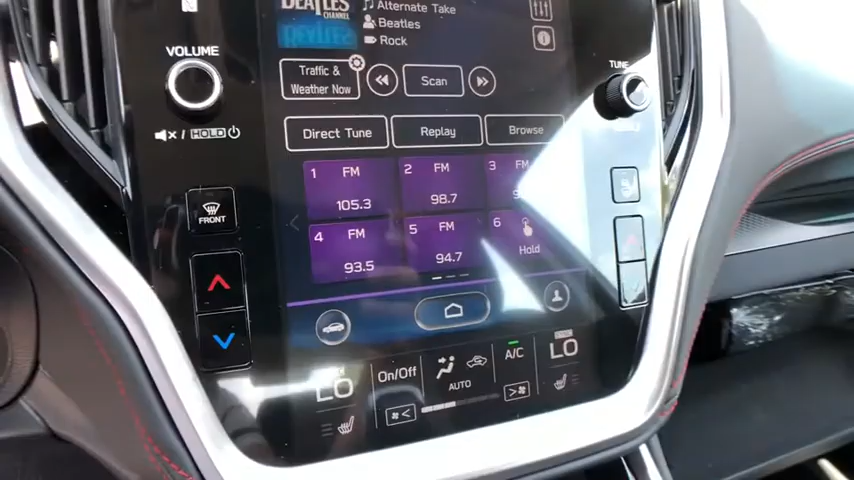 BEATLES
CHANNEL
Alternate Take
Beatles
Rock
VOLUME
TUNE
Traffic &
Weather Now
Scan
/ HOLD
Direct Tune
Replay
Browse
1 FM
105.3
2 FM
98.7
3 FM
4 FM
93.5
5 FM
94.7
6
Hold
FRONT
LO
On/Off
AUTO
A/C
LO